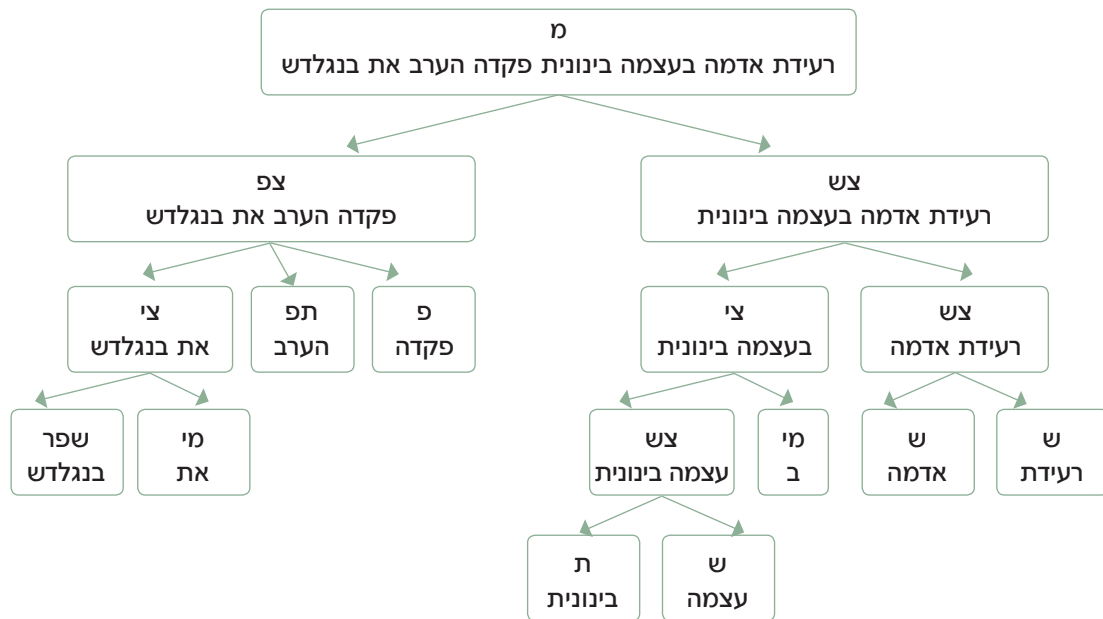 מ
רעידת אדמה בעצמה בינונית פקדה הערב את בנגלדש
צש
רעידת אדמה בעצמה בינונית
צפ
פקדה הערב את בנגלדש
צש
רעידת אדמה
צי
בעצמה בינונית
פ
פקדה
תפ
הערב
צי
את בנגלדש
ש
רעידת
ש
אדמה
מי
ב
צש
עצמה בינונית
מי
את
שפר
בנגלדש
ש
עצמה
ת
בינונית